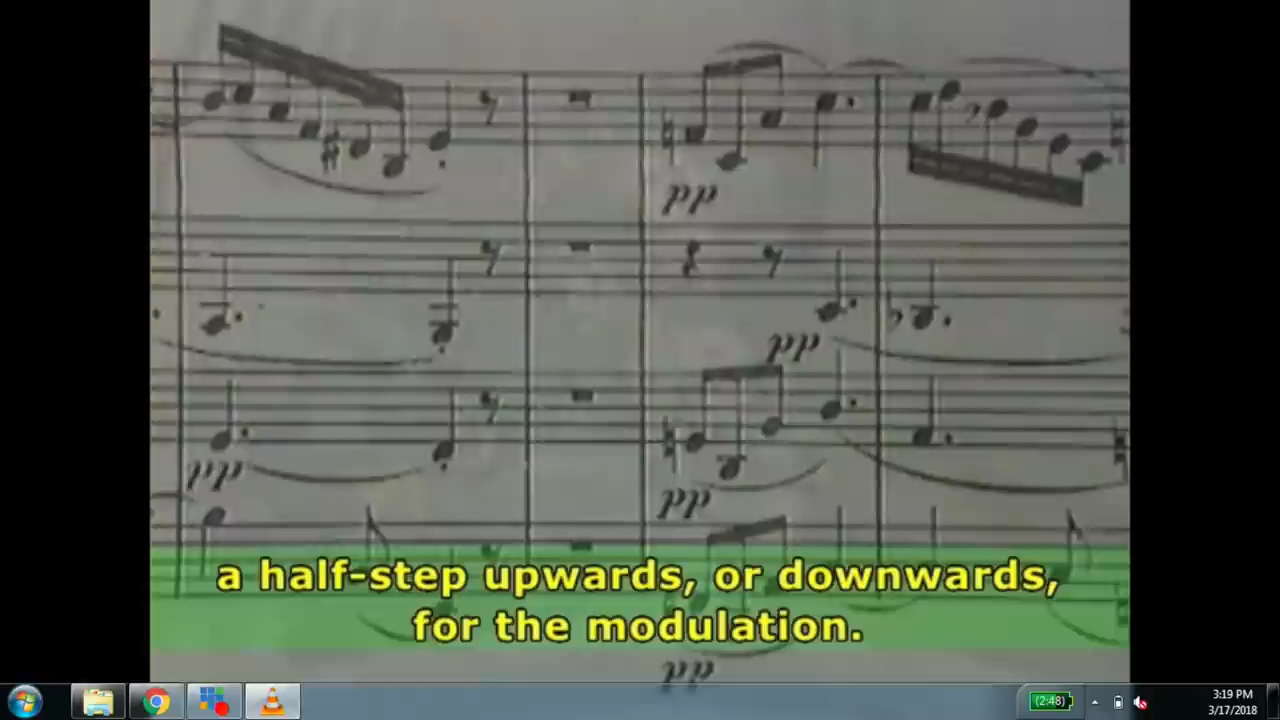 pp
pp
pp
pp
a half-step upwards, or downwards,
for the modulation.
pp
(2:48)
3:19 PM
3/17/2018